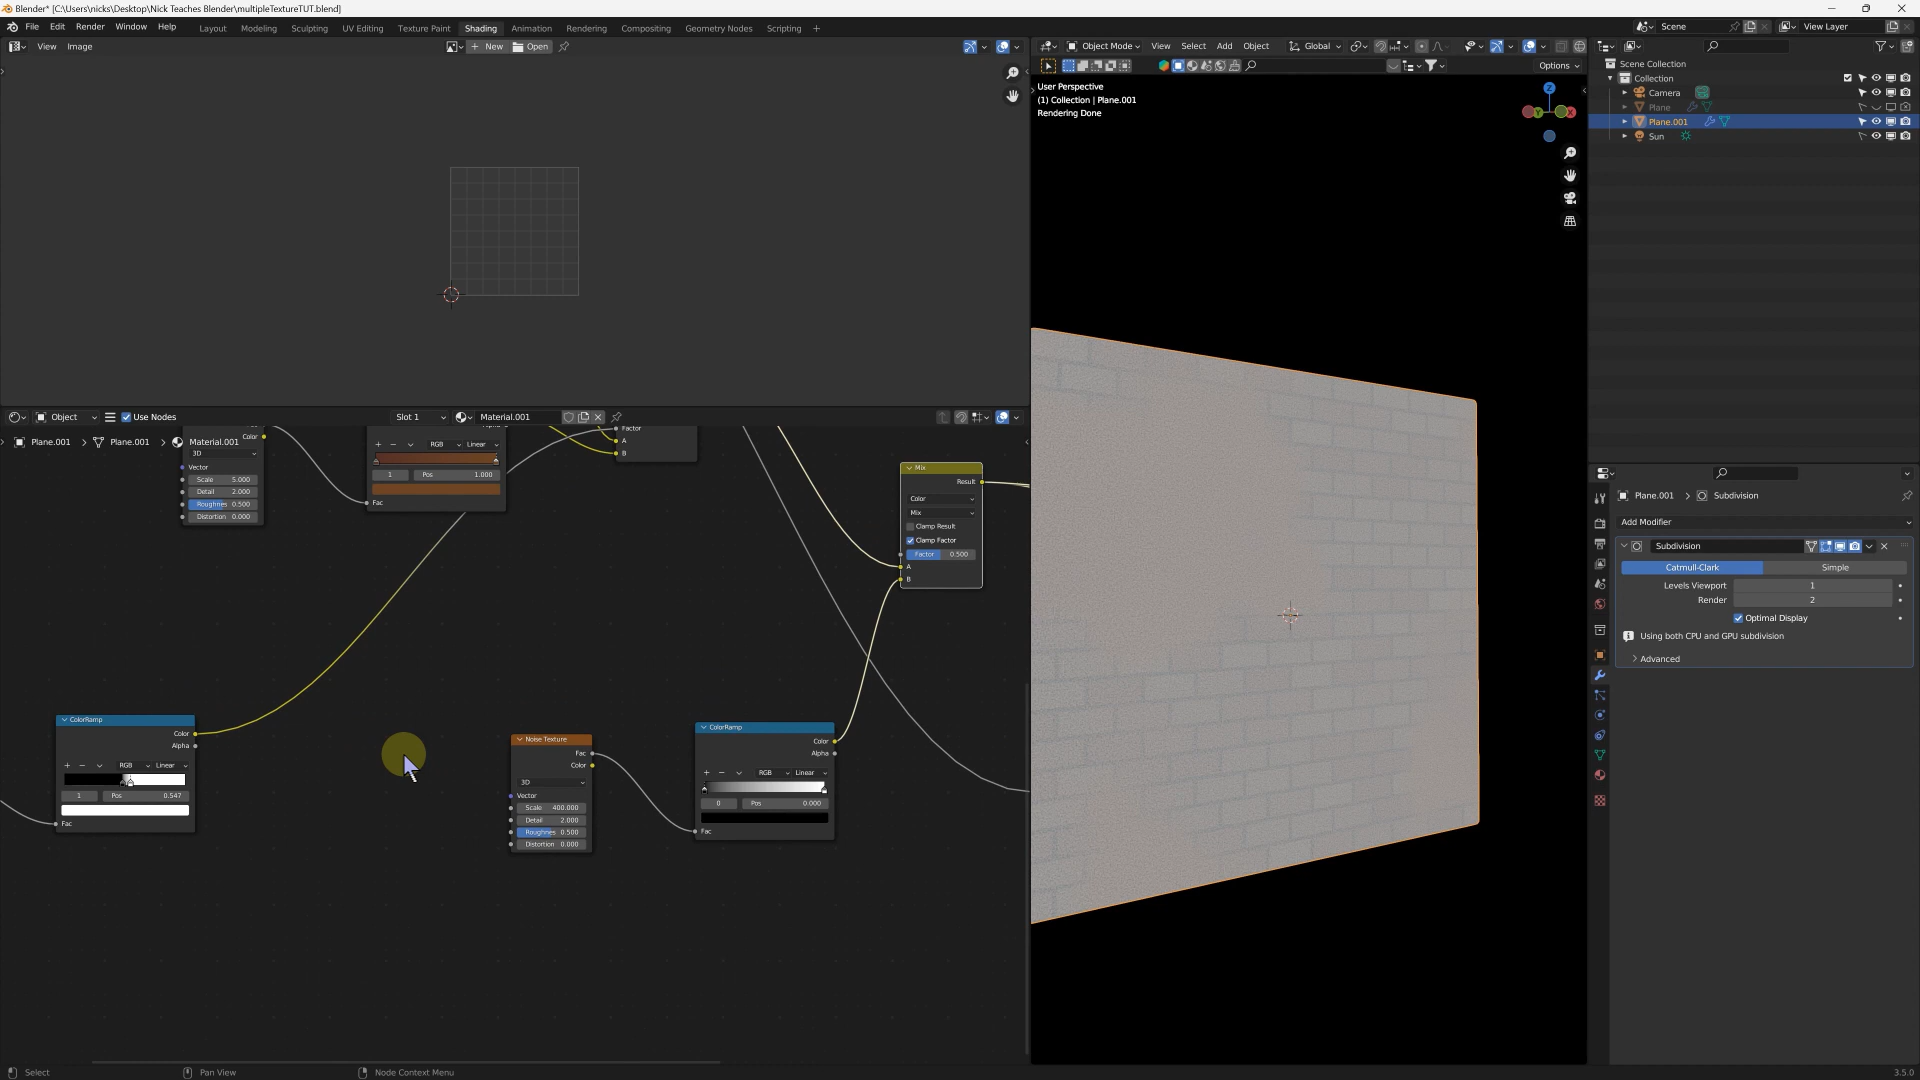 Blender* [C:\Users\nicks\Desktop\Nick Teaches Blender\multipleTextureTUT.blend]
File Edit Render Window Help
Layout Modeling Sculpting UV Editing Texture Paint Shading Animation Rendering Compositing Geometry Nodes Scripting +
Scene
View Layer
View Image
New Open
Object Mode View Select Add Object
Global
Options
User Perspective
(1) Collection | Plane.001
Rendering Done
Z
Y
X
Scene Collection
Collection
Camera
Plane
Plane.001
Sun
Object
Use Nodes
Slot 1
Material.001
Plane.001 > Plane.001 > Material.001
Color
3D
Vector
Scale 5.000
Detail 2.000
Roughnes 0.500
Distortion 0.000
RGB Linear
1 Pos 1.000
Fac
Factor
A
B
Mix
Result
Color
Mix
Clamp Result
Clamp Factor
Factor 0.500
A
B
ColorRamp
Color
Alpha
RGB Linear
1 Pos 0.547
Fac
Noise Texture
Fac
Color
3D
Vector
Scale 400.000
Detail 2.000
Roughnes 0.500
Distortion 0.000
ColorRamp
Color
Alpha
RGB Linear
0 Pos 0.000
Fac
Plane.001 > Subdivision
Add Modifier
Subdivision
Catmull-Clark Simple
Levels Viewport 1
Render 2
Optimal Display
Using both CPU and GPU subdivision
Advanced
Select
Pan View
Node Context Menu
3.5.0